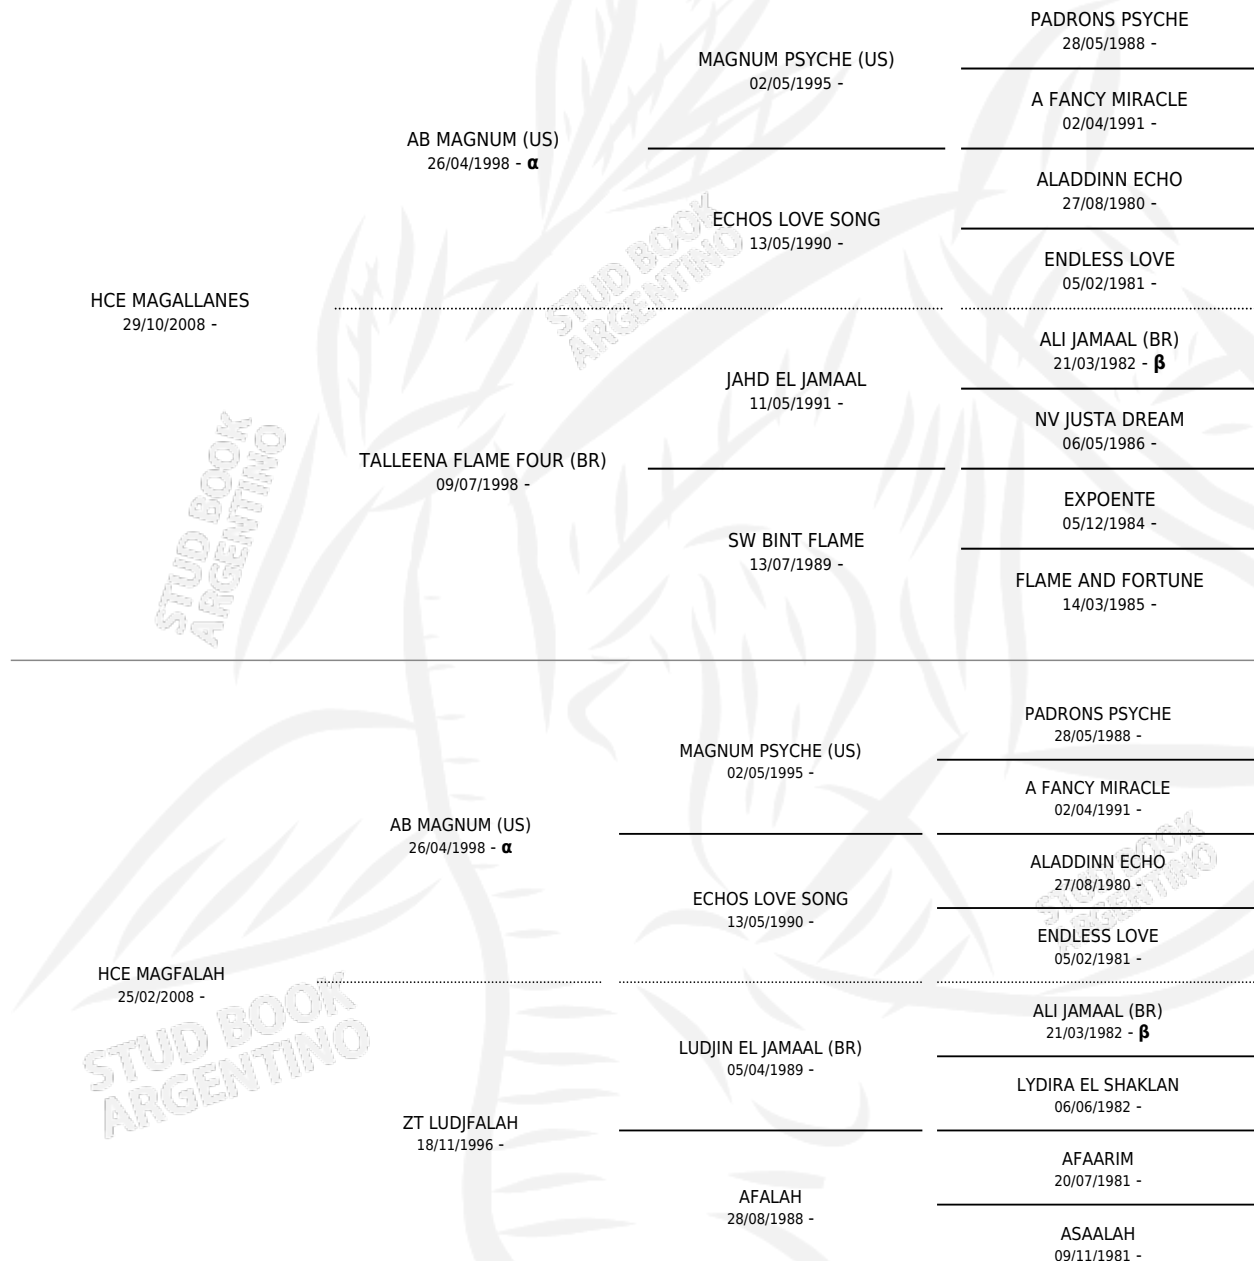 PADRONS PSYCHE
28/05/1988 -
MAGNUM PSYCHE (US)
02/05/1995 -
A FANCY MIRACLE
02/04/1991 -
AB MAGNUM (US)
26/04/1998 - α
ALADDINN ECHO
27/08/1980 -
ECHOS LOVE SONG
13/05/1990 -
ENDLESS LOVE
05/02/1981 -
HCE MAGALLANES
29/10/2008 -
ALI JAMAAL (BR)
21/03/1982 - β
JAHD EL JAMAAL
11/05/1991 -
NV JUSTA DREAM
06/05/1986 -
TALLEENA FLAME FOUR (BR)
09/07/1998 -
EXPOENTE
05/12/1984 -
SW BINT FLAME
13/07/1989 -
FLAME AND FORTUNE
14/03/1985 -
STUD BOOK
ARGENTINO
STUD BOOK
ARGENTINO
PADRONS PSYCHE
28/05/1988 -
MAGNUM PSYCHE (US)
02/05/1995 -
A FANCY MIRACLE
02/04/1991 -
AB MAGNUM (US)
26/04/1998 - α
ALADDINN ECHO
27/08/1980 -
ECHOS LOVE SONG
13/05/1990 -
ENDLESS LOVE
05/02/1981 -
HCE MAGFALAH
25/02/2008 -
ALI JAMAAL (BR)
21/03/1982 - β
LUDJIN EL JAMAAL (BR)
05/04/1989 -
LYDIRA EL SHAKLAN
06/06/1982 -
ZT LUDJFALAH
18/11/1996 -
AFAARIM
20/07/1981 -
AFALAH
28/08/1988 -
ASAALAH
09/11/1981 -
STUD BOOK
ARGENTINO
STUD BOOK
ARGENTINO